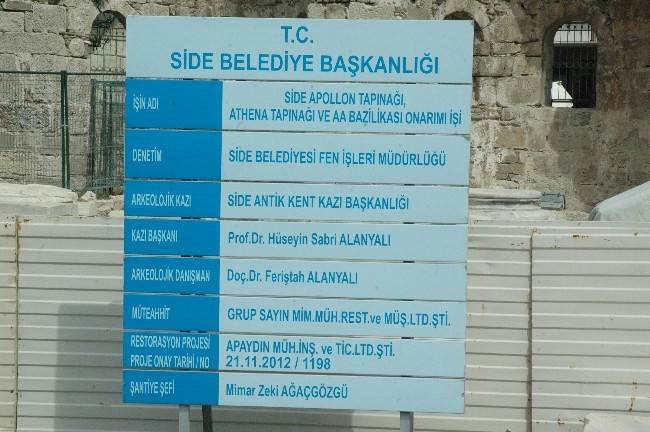 T.C.
SİDE BELEDİYE BAŞKANLIĞI
İŞİN ADI
SİDE APOLLON TAPINAĞI,
ATHENA TAPINAĞI VE AA BAZİLİKASI ONARIMI İŞİ
DENETİM
SİDE BELEDİYESİ FEN İŞLERİ MÜDÜRLÜĞÜ
ARKEOLOJİK KAZI
SİDE ANTİK KENT KAZI BAŞKANLIĞI
KAZI BAŞKANI
Prof.Dr. Hüseyin Sabri ALANYALI
ARKEOLOJİK DANIŞMAN
Doç.Dr. Feriştah ALANYALI
MÜTEAHHİT
GRUP SAYIN MİM.MÜH.REST.ve MÜŞ.LTD.ŞTİ.
RESTORASYON PROJESİ
PROJE ONAY TARİHİ / NO
APAYDIN MÜH.İNŞ. ve TİC.LTD.ŞTİ.
21.11.2012 / 1198
ŞANTİYE ŞEFİ
Mimar Zeki AĞAÇGÖZGÜ